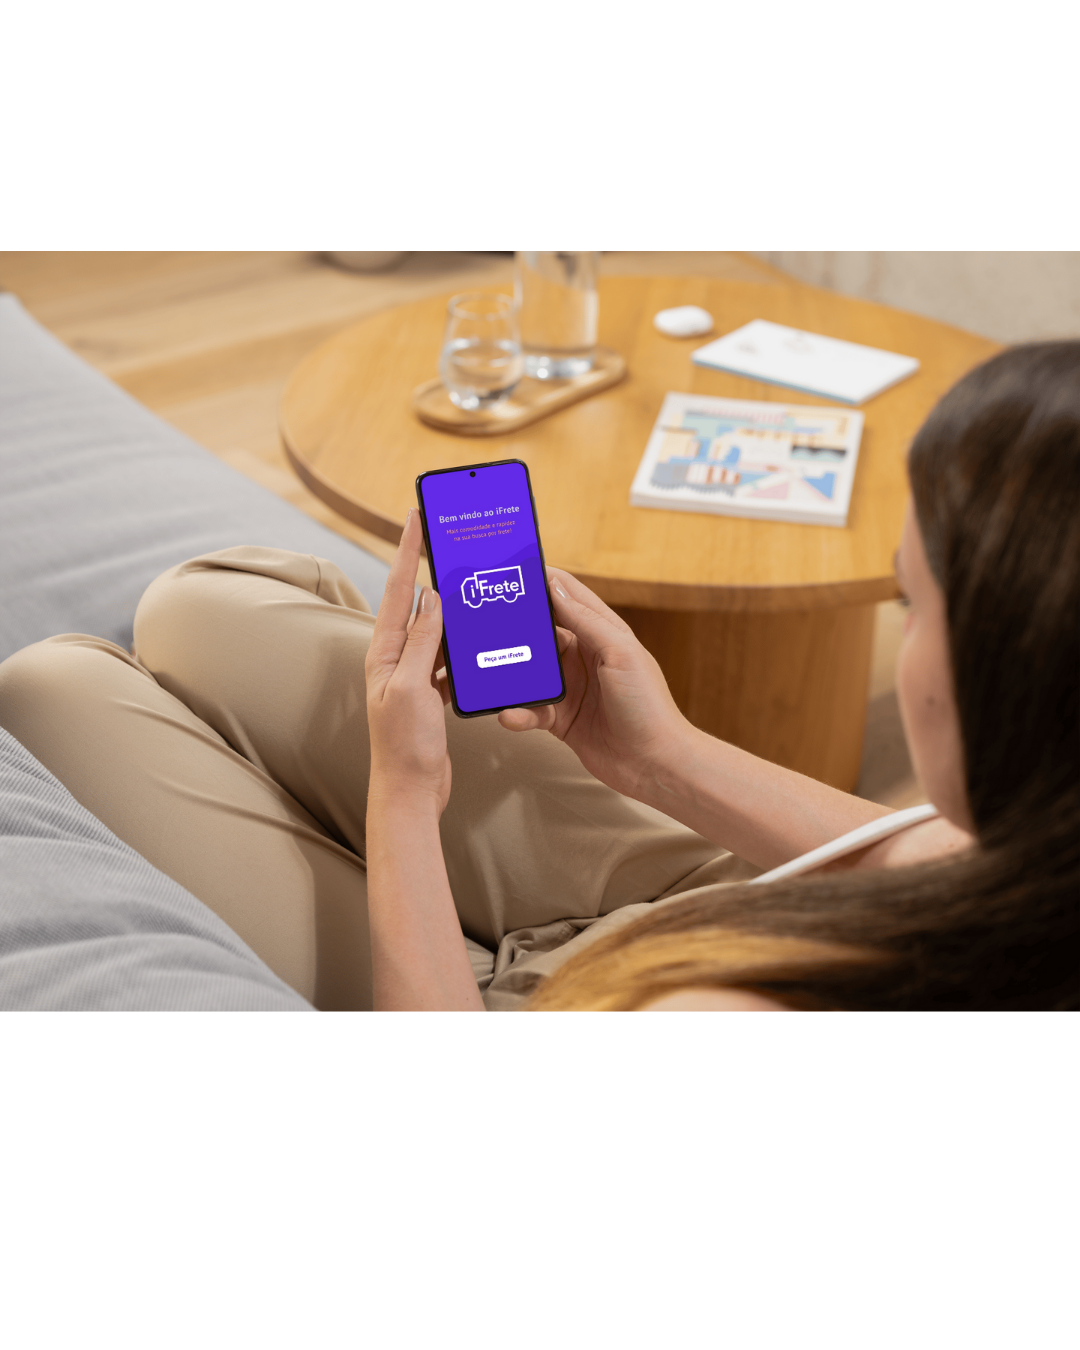 Bem vindo ao iFrete
Mais comodidade e rapidez
na sua busca por frete!
iFrete
Peça um iFrete